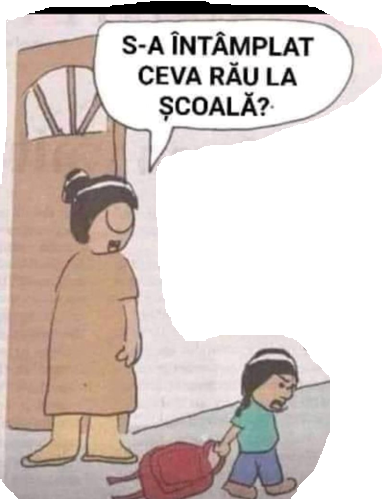 S-A ÎNTÂMPLAT
CEVA RĂU LA
ȘCOALĂ?